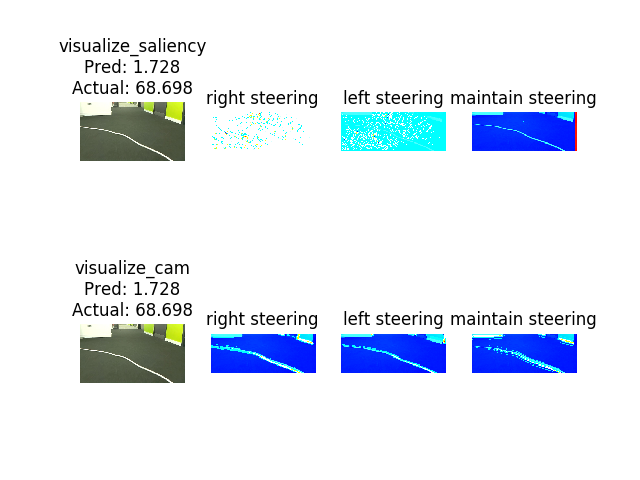 visualize_saliency
Pred: 1.728
Actual: 68.698
right steering
left steering
maintain steering
visualize_cam
Pred: 1.728
Actual: 68.698
right steering
left steering
maintain steering